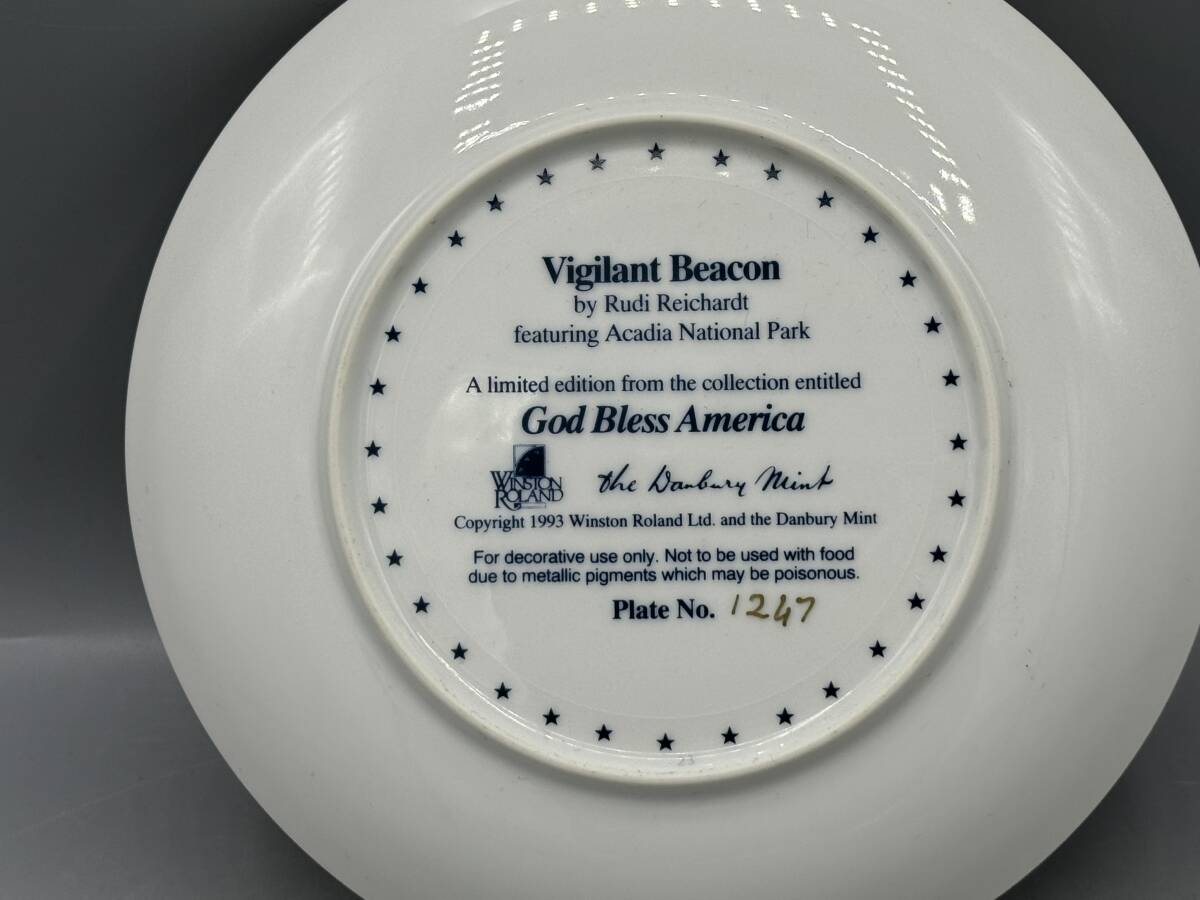 Vigilant Beacon
by Rudi Reichardt
featuring Acadia National Park
A limited edition from the collection entitled
God Bless America
WINSTON
ROLAND
the Danbury Mint
Copyright 1993 Winston Roland Ltd. and the Danbury Mint
For decorative use only. Not to be used with food
due to metallic pigments which may be poisonous.
Plate No. 1247
23